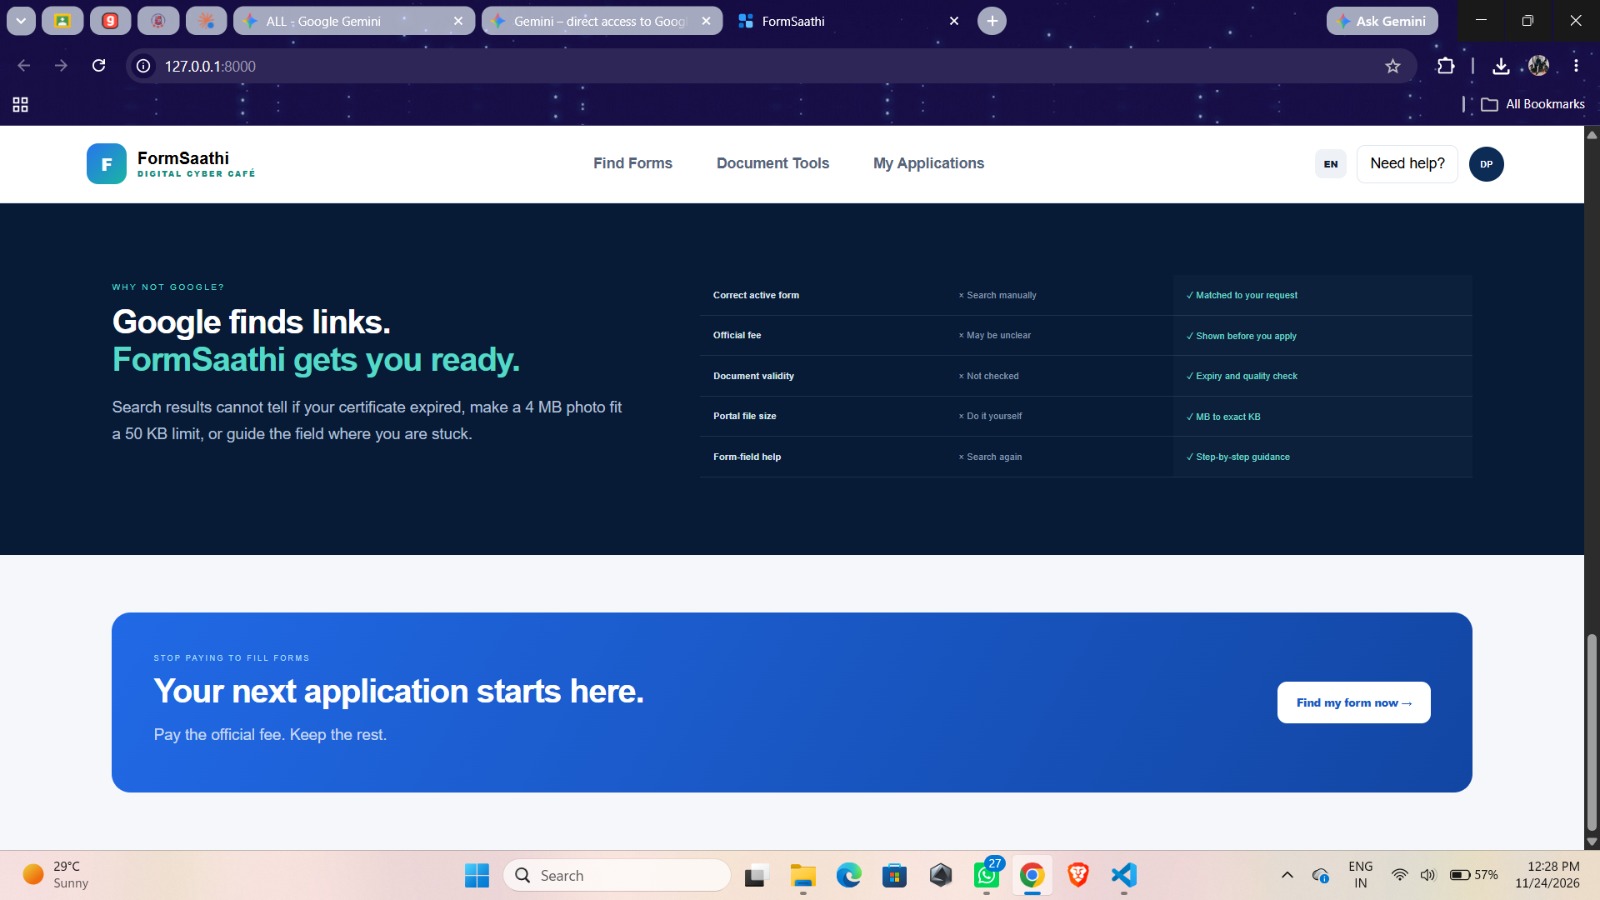 ALL - Google Gemini
Gemini – direct access to Goog
FormSaathi
Ask Gemini
127.0.0.1:8000
All Bookmarks
F
FormSaathi
DIGITAL CYBER CAFÉ
Find Forms
Document Tools
My Applications
EN
Need help?
DP
WHY NOT GOOGLE?
Google finds links.
FormSaathi gets you ready.
Search results cannot tell if your certificate expired, make a 4 MB photo fit
a 50 KB limit, or guide the field where you are stuck.
Correct active form × Search manually ✓ Matched to your request
Official fee × May be unclear ✓ Shown before you apply
Document validity × Not checked ✓ Expiry and quality check
Portal file size × Do it yourself ✓ MB to exact KB
Form-field help × Search again ✓ Step-by-step guidance
STOP PAYING TO FILL FORMS
Your next application starts here.
Pay the official fee. Keep the rest.
Find my form now →
29°C
Sunny
Search
27
ENG
IN
57%
12:28 PM
11/24/2026